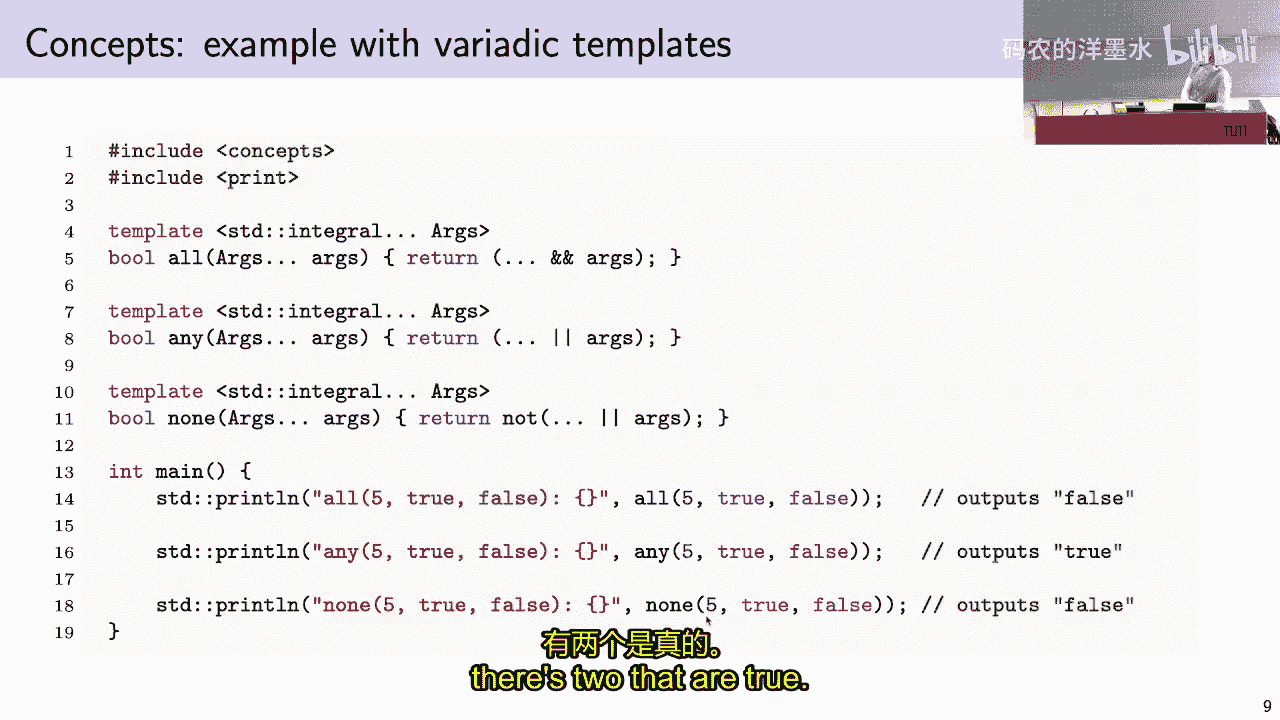 Concepts: example with variadic templates
码农的洋墨水 bilibili
TUTI
1 #include <concepts>
2 #include <print>
3
4 template <std::integral... Args>
5 bool all(Args... args) { return (... && args); }
6
7 template <std::integral... Args>
8 bool any(Args... args) { return (... || args); }
9
10 template <std::integral... Args>
11 bool none(Args... args) { return not(... || args); }
12
13 int main() {
14 std::println("all(5, true, false): {}", all(5, true, false)); // outputs "false"
15
16 std::println("any(5, true, false): {}", any(5, true, false)); // outputs "true"
17
18 std::println("none(5, true, false): {}", none(5, true, false)); // outputs "false"
19 }
有两个是真的。
there's two that are true.
9